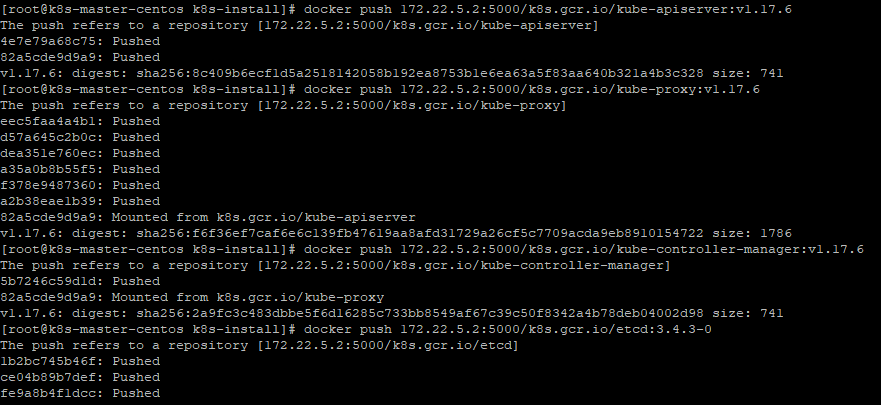 [root@k8s-master-centos k8s-install]# docker push 172.22.5.2:5000/k8s.gcr.io/kube-apiserver:v1.17.6
The push refers to a repository [172.22.5.2:5000/k8s.gcr.io/kube-apiserver]
4e7e79a68c75: Pushed
82a5cde9d9a9: Pushed
v1.17.6: digest: sha256:8c409b6ecf1d5a2518142058b192ea8753b1e6ea63a5f83aa640b321a4b3c328 size: 741
[root@k8s-master-centos k8s-install]# docker push 172.22.5.2:5000/k8s.gcr.io/kube-proxy:v1.17.6
The push refers to a repository [172.22.5.2:5000/k8s.gcr.io/kube-proxy]
eec5faa4a4b1: Pushed
d57a645c2b0c: Pushed
dea351e760ec: Pushed
a35a0b8b55f5: Pushed
f378e9487360: Pushed
a2b38eae1b39: Pushed
82a5cde9d9a9: Mounted from k8s.gcr.io/kube-apiserver
v1.17.6: digest: sha256:f6f36ef7caf6e6c139fb47619aa8afd31729a26cf5c7709acda9eb8910154722 size: 1786
[root@k8s-master-centos k8s-install]# docker push 172.22.5.2:5000/k8s.gcr.io/kube-controller-manager:v1.17.6
The push refers to a repository [172.22.5.2:5000/k8s.gcr.io/kube-controller-manager]
5b7246c59d1d: Pushed
82a5cde9d9a9: Mounted from k8s.gcr.io/kube-proxy
v1.17.6: digest: sha256:2a9fc3c483dbbe5f6d16285c733bb8549af67c39c50f8342a4b78deb04002d98 size: 741
[root@k8s-master-centos k8s-install]# docker push 172.22.5.2:5000/k8s.gcr.io/etcd:3.4.3-0
The push refers to a repository [172.22.5.2:5000/k8s.gcr.io/etcd]
1b2bc745b46f: Pushed
ce04b89b7def: Pushed
fe9a8b4f1dcc: Pushed